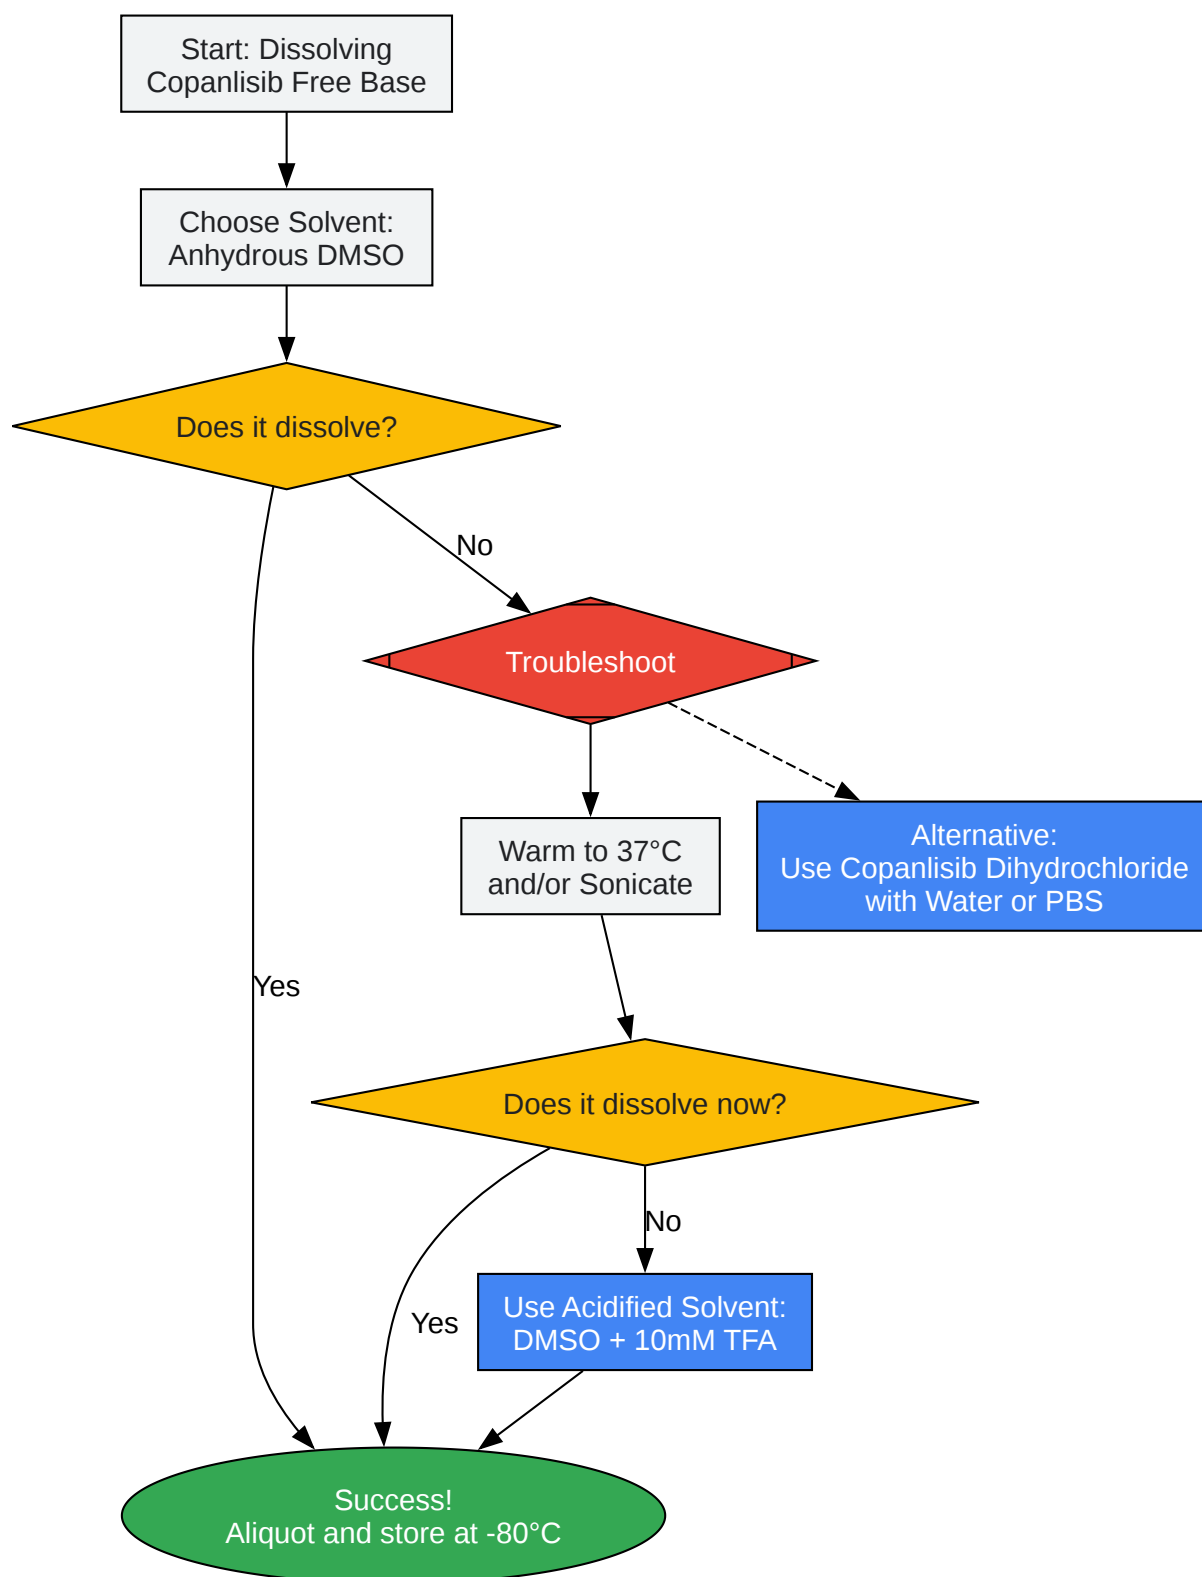 Start: Dissolving
Copanlisib Free Base
Choose Solvent:
Anhydrous DMSO
Does it dissolve?
No
Troubleshoot
Warm to 37°C
and/or Sonicate
Alternative:
Use Copanlisib Dihydrochloride
with Water or PBS
Yes
Does it dissolve now?
No
Use Acidified Solvent:
DMSO + 10mM TFA
Yes
Success!
Aliquot and store at -80°C